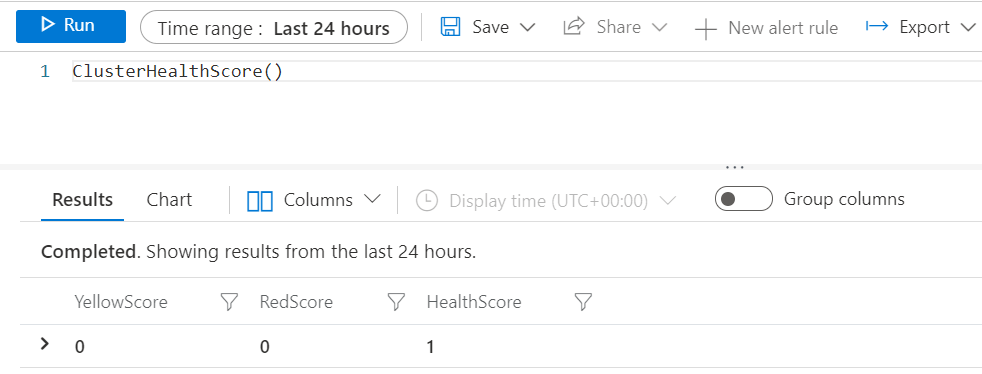 Run Time range : Last 24 hours Save Share New alert rule Export
1 ClusterHealthScore()
...
Results Chart Columns Display time (UTC+00:00) Group columns
Completed. Showing results from the last 24 hours.
YellowScore RedScore HealthScore
0 0 1